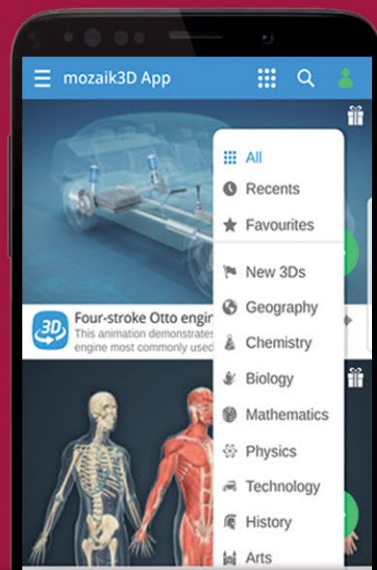 mozaik3D App
All
Recents
Favourites
New 3Ds
Geography
Chemistry
Biology
Mathematics
Physics
Technology
History
Arts
3D
Four-stroke Otto
This animation demonstrates
engine most commonly used